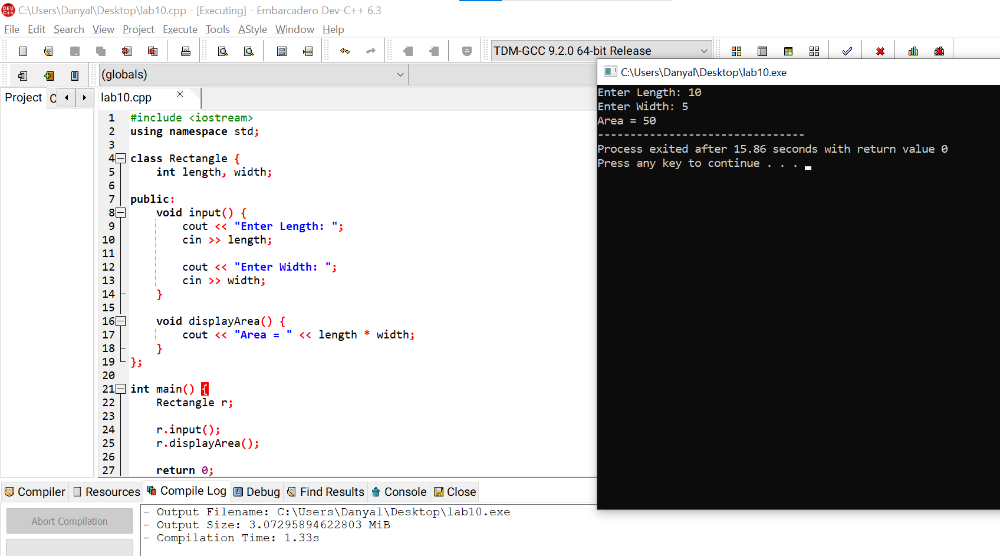 DEV C++ C:\Users\Danyal\Desktop\lab10.cpp - [Executing] - Embarcadero Dev-C++ 6.3
File Edit Search View Project Execute Tools AStyle Window Help
TDM-GCC 9.2.0 64-bit Release
(globals)
Project C lab10.cpp
1 #include <iostream>
2 using namespace std;
3
4 class Rectangle {
5     int length, width;
6
7 public:
8     void input() {
9         cout << "Enter Length: ";
10         cin >> length;
11
12         cout << "Enter Width: ";
13         cin >> width;
14     }
15
16     void displayArea() {
17         cout << "Area = " << length * width;
18     }
19 };
20
21 int main() {
22     Rectangle r;
23
24     r.input();
25     r.displayArea();
26
27     return 0;
C:\Users\Danyal\Desktop\lab10.exe
Enter Length: 10
Enter Width: 5
Area = 50
--------------------------------
Process exited after 15.86 seconds with return value 0
Press any key to continue . . .
Compiler Resources Compile Log Debug Find Results Console Close
Abort Compilation
- Output Filename: C:\Users\Danyal\Desktop\lab10.exe
- Output Size: 3.07295894622803 MiB
- Compilation Time: 1.33s